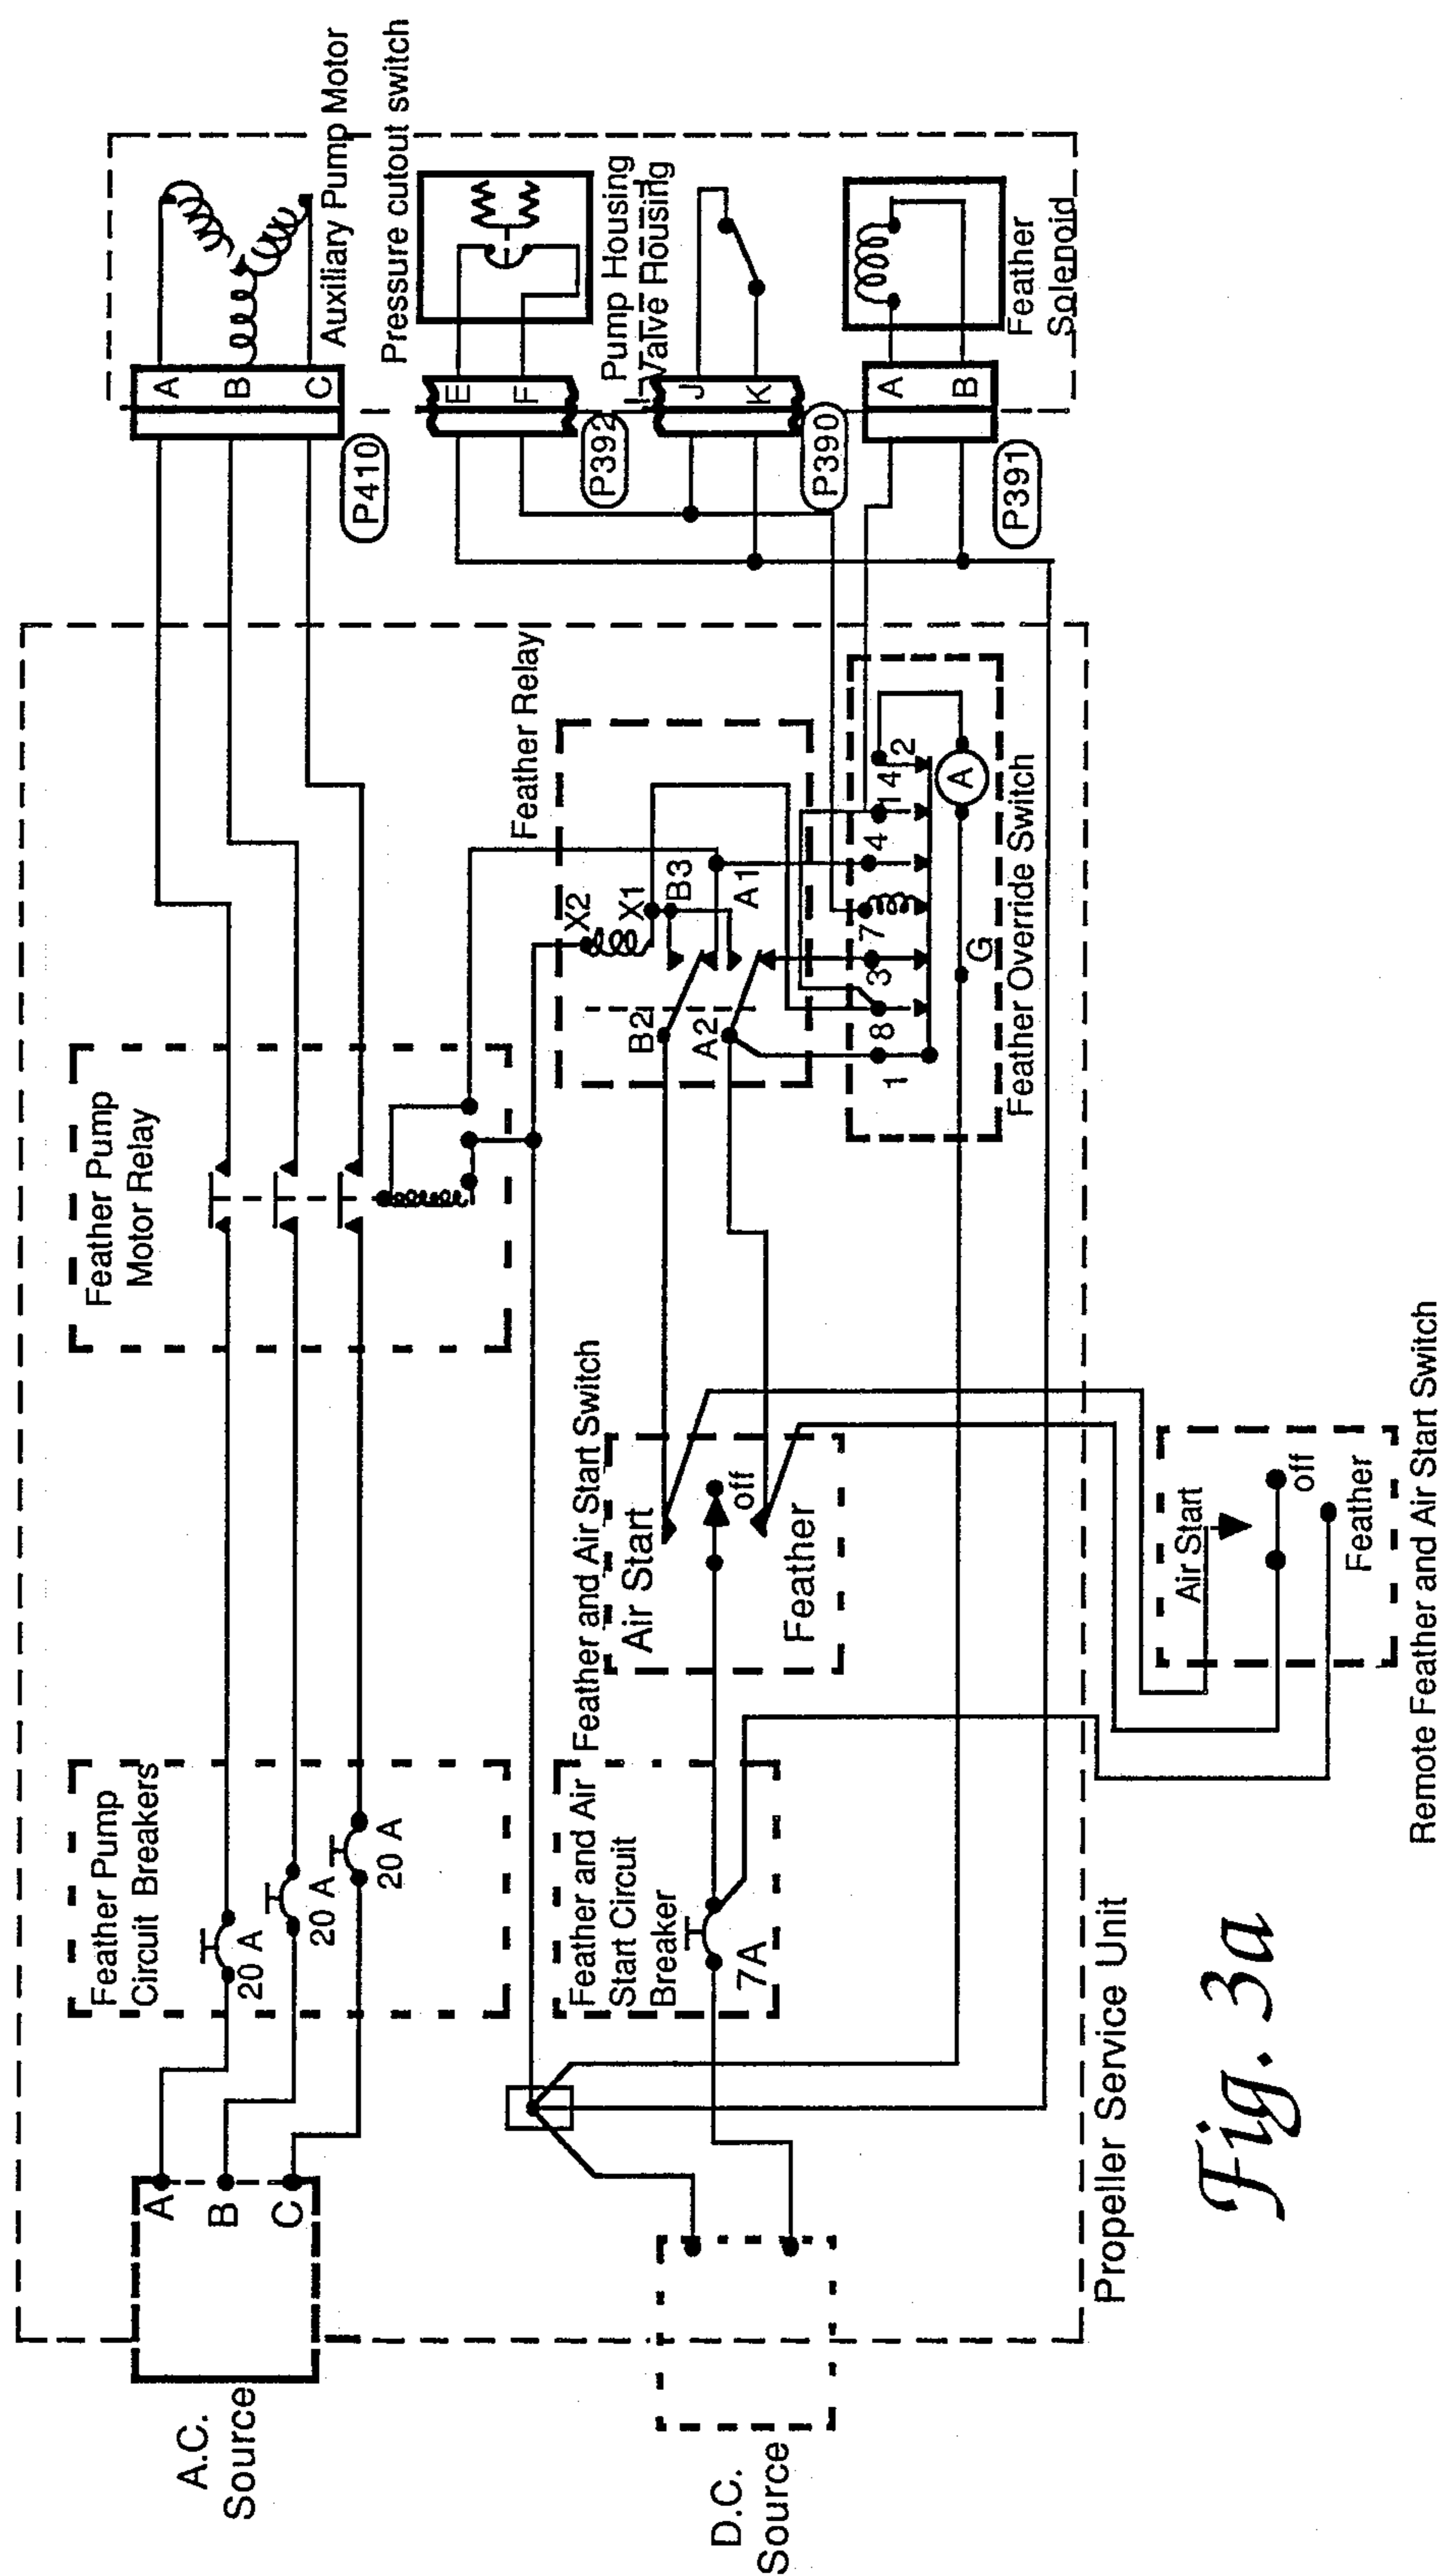 A.C.
Source
A
B
C
Feather Pump
Circuit Breakers
20 A
20 A
20 A
Feather Pump
Motor Relay
P410
A
B
C
Auxiliary Pump Motor
Pressure cutout switch
E
F
P392
Pump Housing
Valve Housing
J
K
P390
A
B
P391
Feather
Solenoid
D.C.
Source
Feather and Air
Start Circuit
Breaker
7A
Feather and Air Start Switch
Air Start
off
Feather
Feather Relay
X2
X1
B3
B2
A1
A2
1
8
3
7
4
14
2
A
G
Feather Override Switch
Propeller Service Unit
Air Start
off
Feather
Remote Feather and Air Start Switch
Fig. 3a